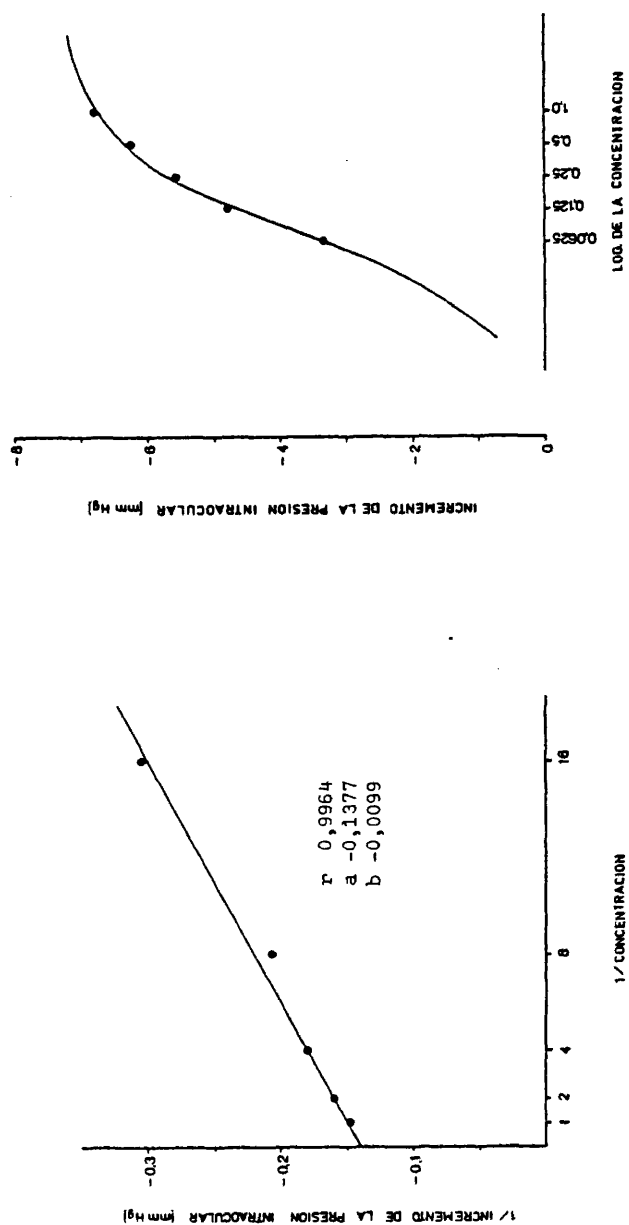 INCREMENTO DE LA PRESION INTRAOCULAR (mm Hg)
-8
-6
-4
-2
0
0,0625
0,125
0,25
0,5
1,0
LOG. DE LA CONCENTRACION
1/ INCREMENTO DE LA PRESION INTRAOCULAR (mm Hg)
-0,3
-0,2
-0,1
r 0,9964
a -0,1377
b -0,0099
1
2
4
8
16
1/CONCENTRACION